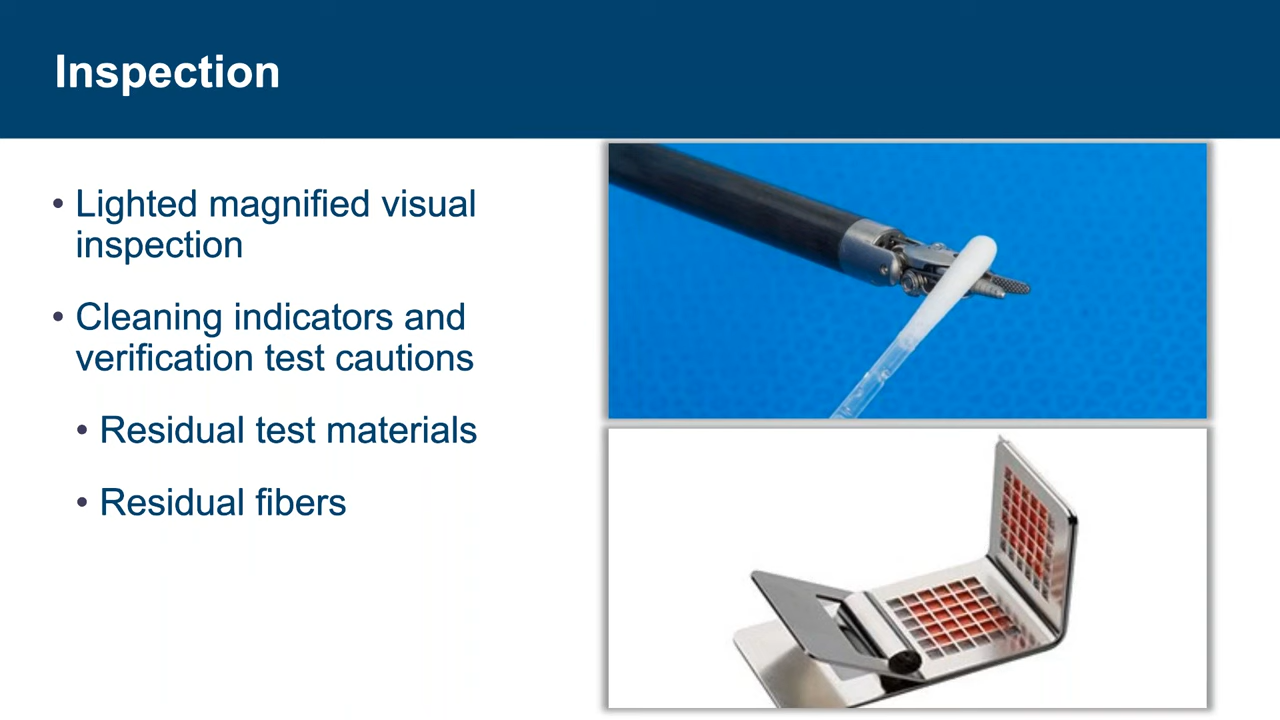 Inspection
• Lighted magnified visual
inspection
• Cleaning indicators and
verification test cautions
• Residual test materials
• Residual fibers